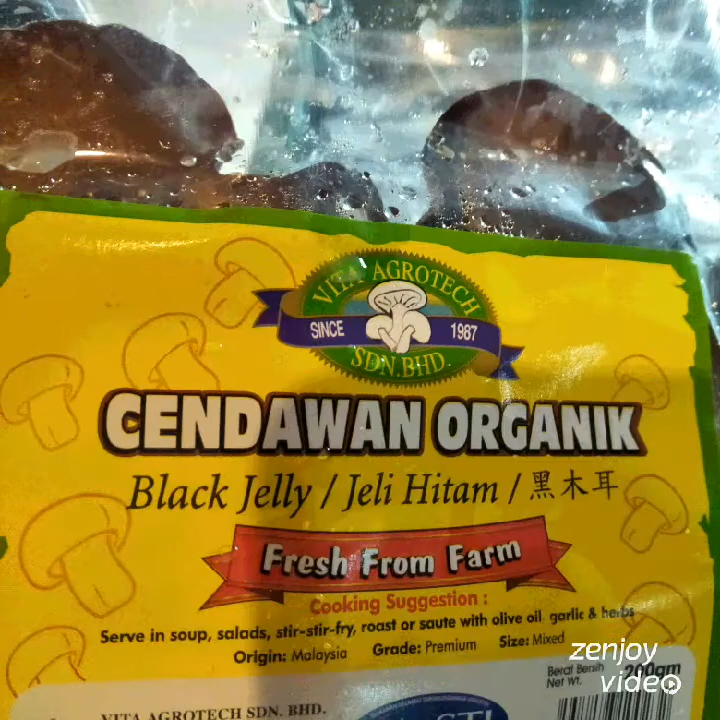 VITA AGROTECH
SINCE 1987
SDN.BHD.
CENDAWAN ORGANIK
Black Jelly / Jeli Hitam / 黑木耳
Fresh From Farm
Cooking Suggestion :
Serve in soup, salads, stir-stir-fry, roast or saute with olive oil garlic & herbs
Origin: Malaysia Grade: Premium Size: Mixed
Berat Bersih 200gm
Net Wt.
zenjoy
video
VITA AGROTECH SDN. BHD.